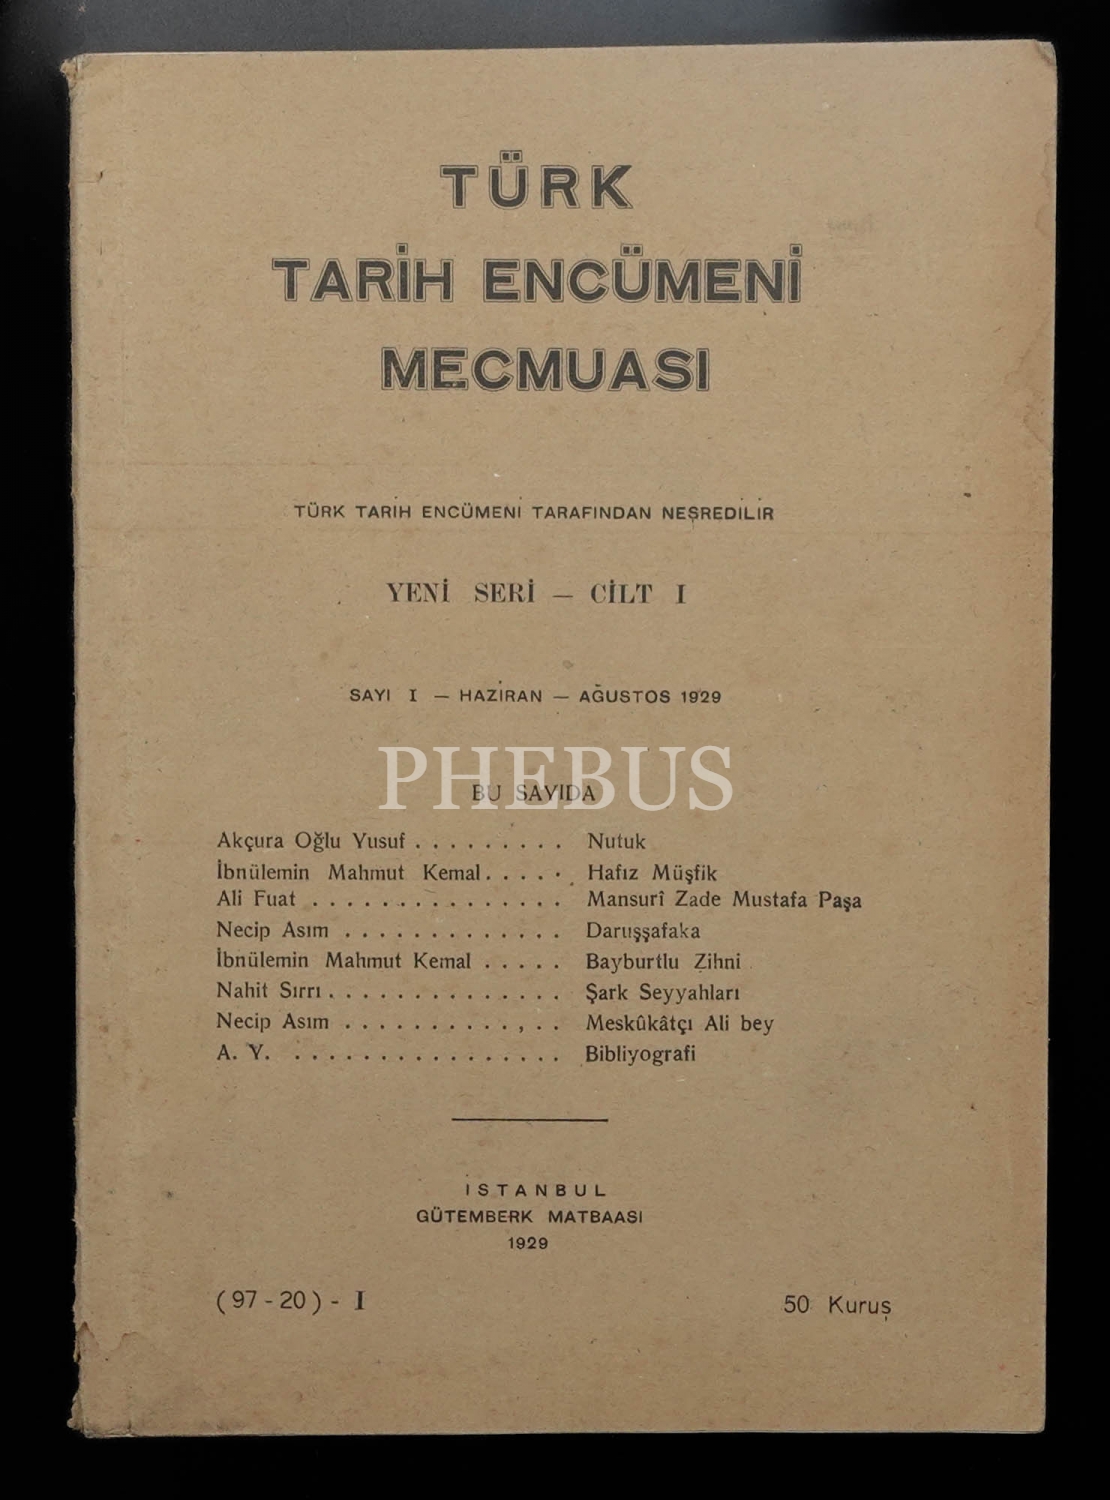 TÜRK
TARİH ENCÜMENİ
MECMUASI
TÜRK TARİH ENCÜMENİ TARAFINDAN NEŞREDİLİR
YENİ SERİ — CİLT I
SAYI I — HAZİRAN — AĞUSTOS 1929
PHEBUS
BU SAYIDA
Akçura Oğlu Yusuf . . . . . . . . . Nutuk
İbnülemin Mahmut Kemal . . . . . Hafız Müşfik
Ali Fuat . . . . . . . . . . . . . . . Mansurî Zade Mustafa Paşa
Necip Asım . . . . . . . . . . . . . Daruşşafaka
İbnülemin Mahmut Kemal . . . . . Bayburtlu Zihni
Nahit Sırrı . . . . . . . . . . . . . . Şark Seyyahları
Necip Asım . . . . . . . . . . , . . Meskûkâtçı Ali bey
A. Y. . . . . . . . . . . . . . . . . Bibliyografi
İSTANBUL
GÜTEMBERK MATBAASI
1929
(97-20) - I
50 Kuruş